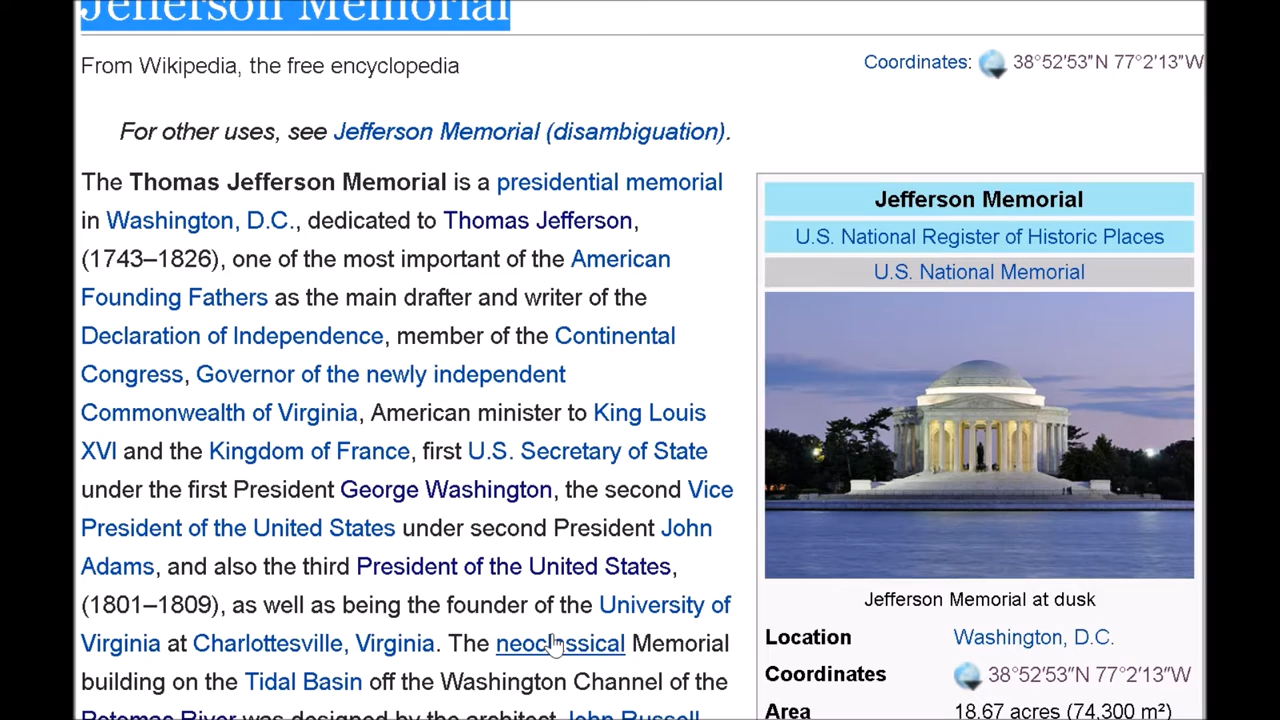 Jefferson Memorial
From Wikipedia, the free encyclopedia
Coordinates: 38°52′53″N 77°2′13″W
For other uses, see Jefferson Memorial (disambiguation).
The Thomas Jefferson Memorial is a presidential memorial
in Washington, D.C., dedicated to Thomas Jefferson,
(1743–1826), one of the most important of the American
Founding Fathers as the main drafter and writer of the
Declaration of Independence, member of the Continental
Congress, Governor of the newly independent
Commonwealth of Virginia, American minister to King Louis
XVI and the Kingdom of France, first U.S. Secretary of State
under the first President George Washington, the second Vice
President of the United States under second President John
Adams, and also the third President of the United States,
(1801–1809), as well as being the founder of the University of
Virginia at Charlottesville, Virginia. The neoclassical Memorial
building on the Tidal Basin off the Washington Channel of the
Potomac River was designed by the architect John Russell
Jefferson Memorial
U.S. National Register of Historic Places
U.S. National Memorial
Jefferson Memorial at dusk
Location Washington, D.C.
Coordinates 38°52′53″N 77°2′13″W
Area 18.67 acres (74,300 m²)